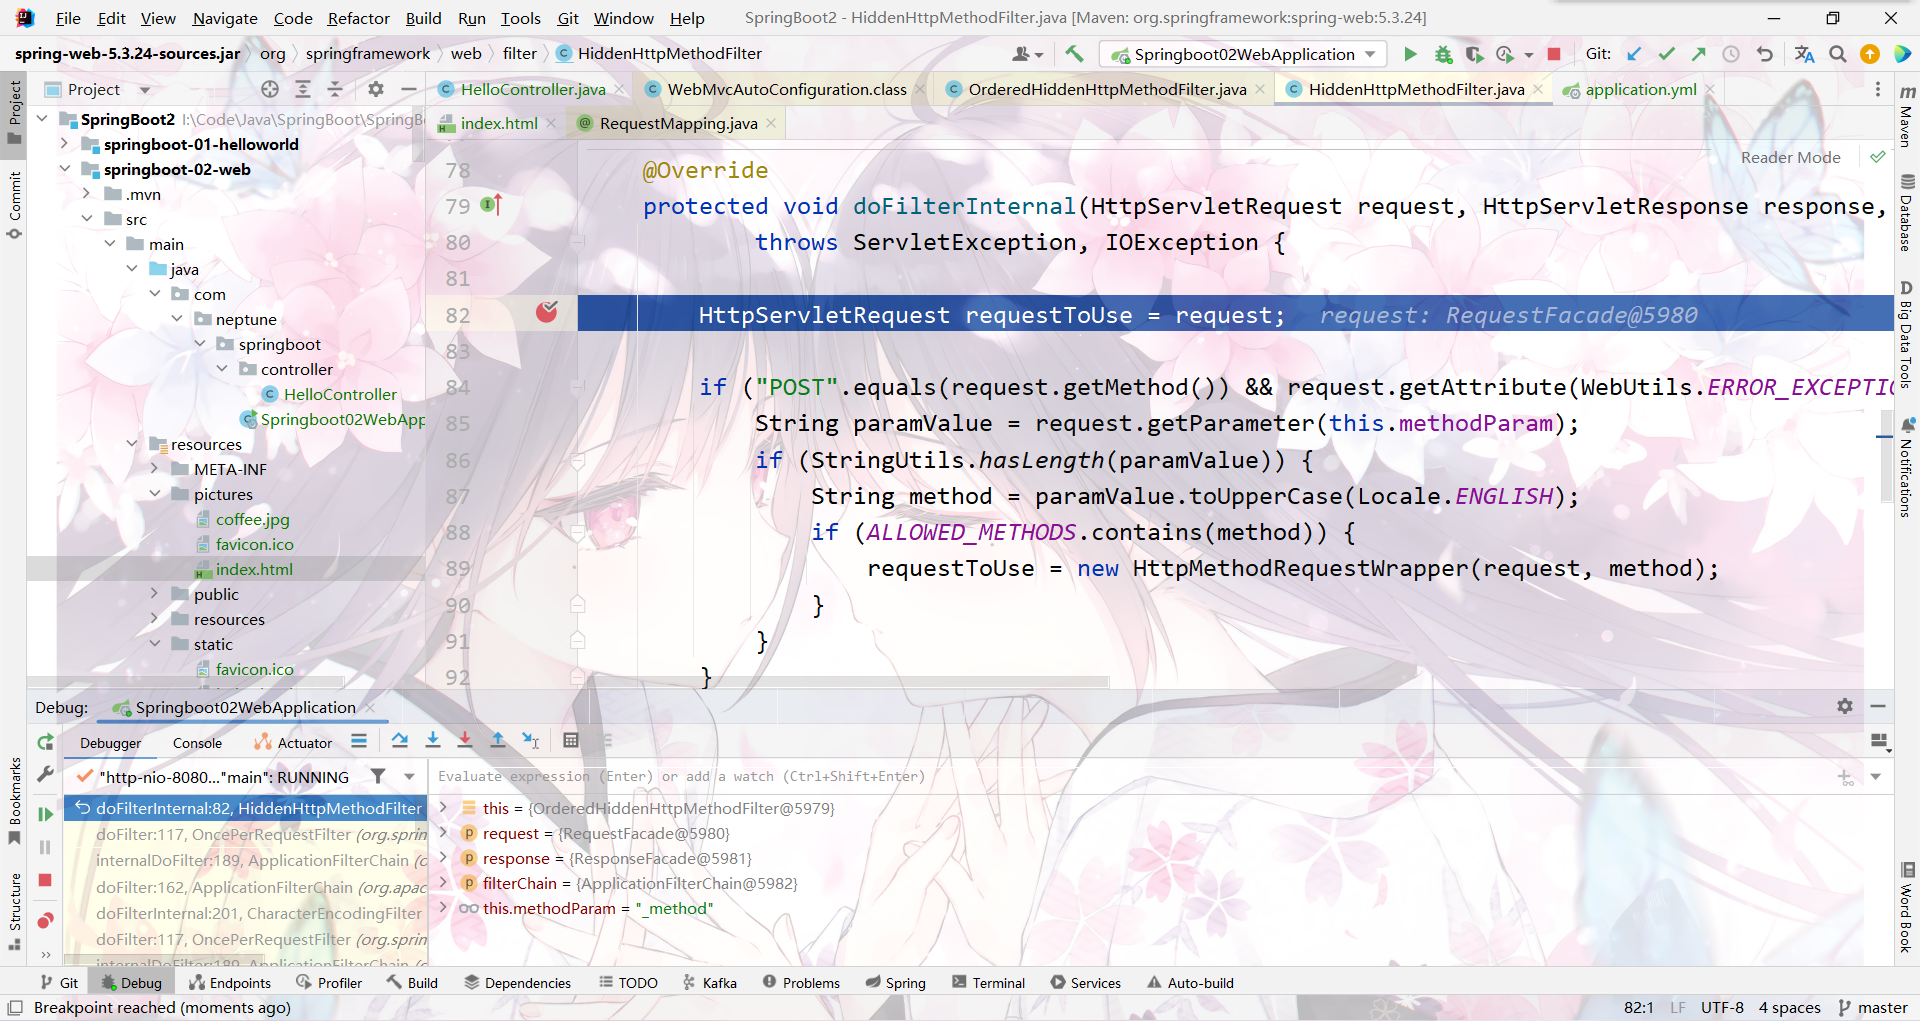 File Edit View Navigate Code Refactor Build Run Tools Git Window Help SpringBoot2 - HiddenHttpMethodFilter.java [Maven: org.springframework:spring-web:5.3.24]
spring-web-5.3.24-sources.jar org springframework web filter HiddenHttpMethodFilter Springboot02WebApplication Git:
Project HelloController.java WebMvcAutoConfiguration.class OrderedHiddenHttpMethodFilter.java HiddenHttpMethodFilter.java application.yml
index.html RequestMapping.java
Reader Mode
Project
Commit
Bookmarks
Structure
SpringBoot2 I:\Code\Java\SpringBoot\SpringB
springboot-01-helloworld
springboot-02-web
.mvn
src
main
java
com
neptune
springboot
controller
HelloController
Springboot02WebApp
resources
META-INF
pictures
coffee.jpg
favicon.ico
index.html
public
resources
static
favicon.ico
78 @Override
79 protected void doFilterInternal(HttpServletRequest request, HttpServletResponse response,
80 throws ServletException, IOException {
81
82 HttpServletRequest requestToUse = request; request: RequestFacade@5980
83
84 if ("POST".equals(request.getMethod()) && request.getAttribute(WebUtils.ERROR_EXCEPTIO
85 String paramValue = request.getParameter(this.methodParam);
86 if (StringUtils.hasLength(paramValue)) {
87 String method = paramValue.toUpperCase(Locale.ENGLISH);
88 if (ALLOWED_METHODS.contains(method)) {
89 requestToUse = new HttpMethodRequestWrapper(request, method);
90 }
91 }
92 }
Maven
Database
Big Data Tools
Notifications
Word Book
Debug: Springboot02WebApplication
Debugger Console Actuator
"http-nio-8080..."main": RUNNING
Evaluate expression (Enter) or add a watch (Ctrl+Shift+Enter)
doFilterInternal:82, HiddenHttpMethodFilter
doFilter:117, OncePerRequestFilter (org.sprin
internalDoFilter:189, ApplicationFilterChain (o
doFilter:162, ApplicationFilterChain (org.apac
doFilterInternal:201, CharacterEncodingFilter
doFilter:117, OncePerRequestFilter (org.sprin
internalDoFilter:189, ApplicationFilterChain (o
this = {OrderedHiddenHttpMethodFilter@5979}
request = {RequestFacade@5980}
response = {ResponseFacade@5981}
filterChain = {ApplicationFilterChain@5982}
this.methodParam = "_method"
Git Debug Endpoints Profiler Build Dependencies TODO Kafka Problems Spring Terminal Services Auto-build
Breakpoint reached (moments ago) 82:1 LF UTF-8 4 spaces master